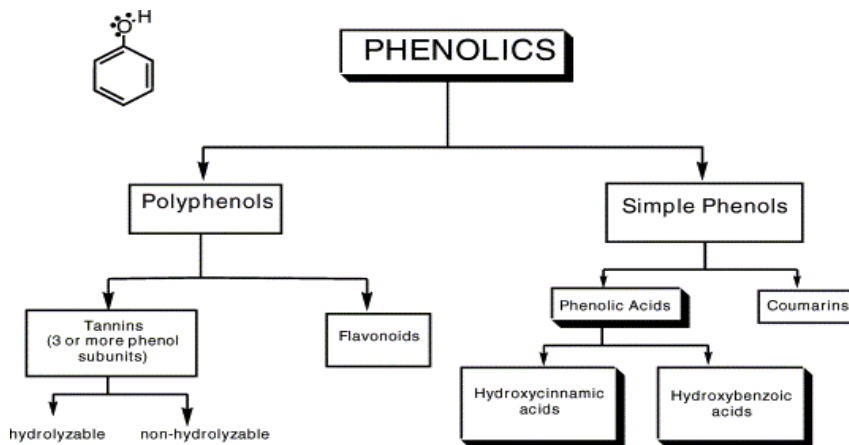 H
O
PHENOLICS
Polyphenols
Simple Phenols
Tannins
(3 or more phenol
subunits)
Flavonoids
Phenolic Acids
Coumarins
Hydroxycinnamic
acids
Hydroxybenzoic
acids
hydrolyzable
non-hydrolyzable